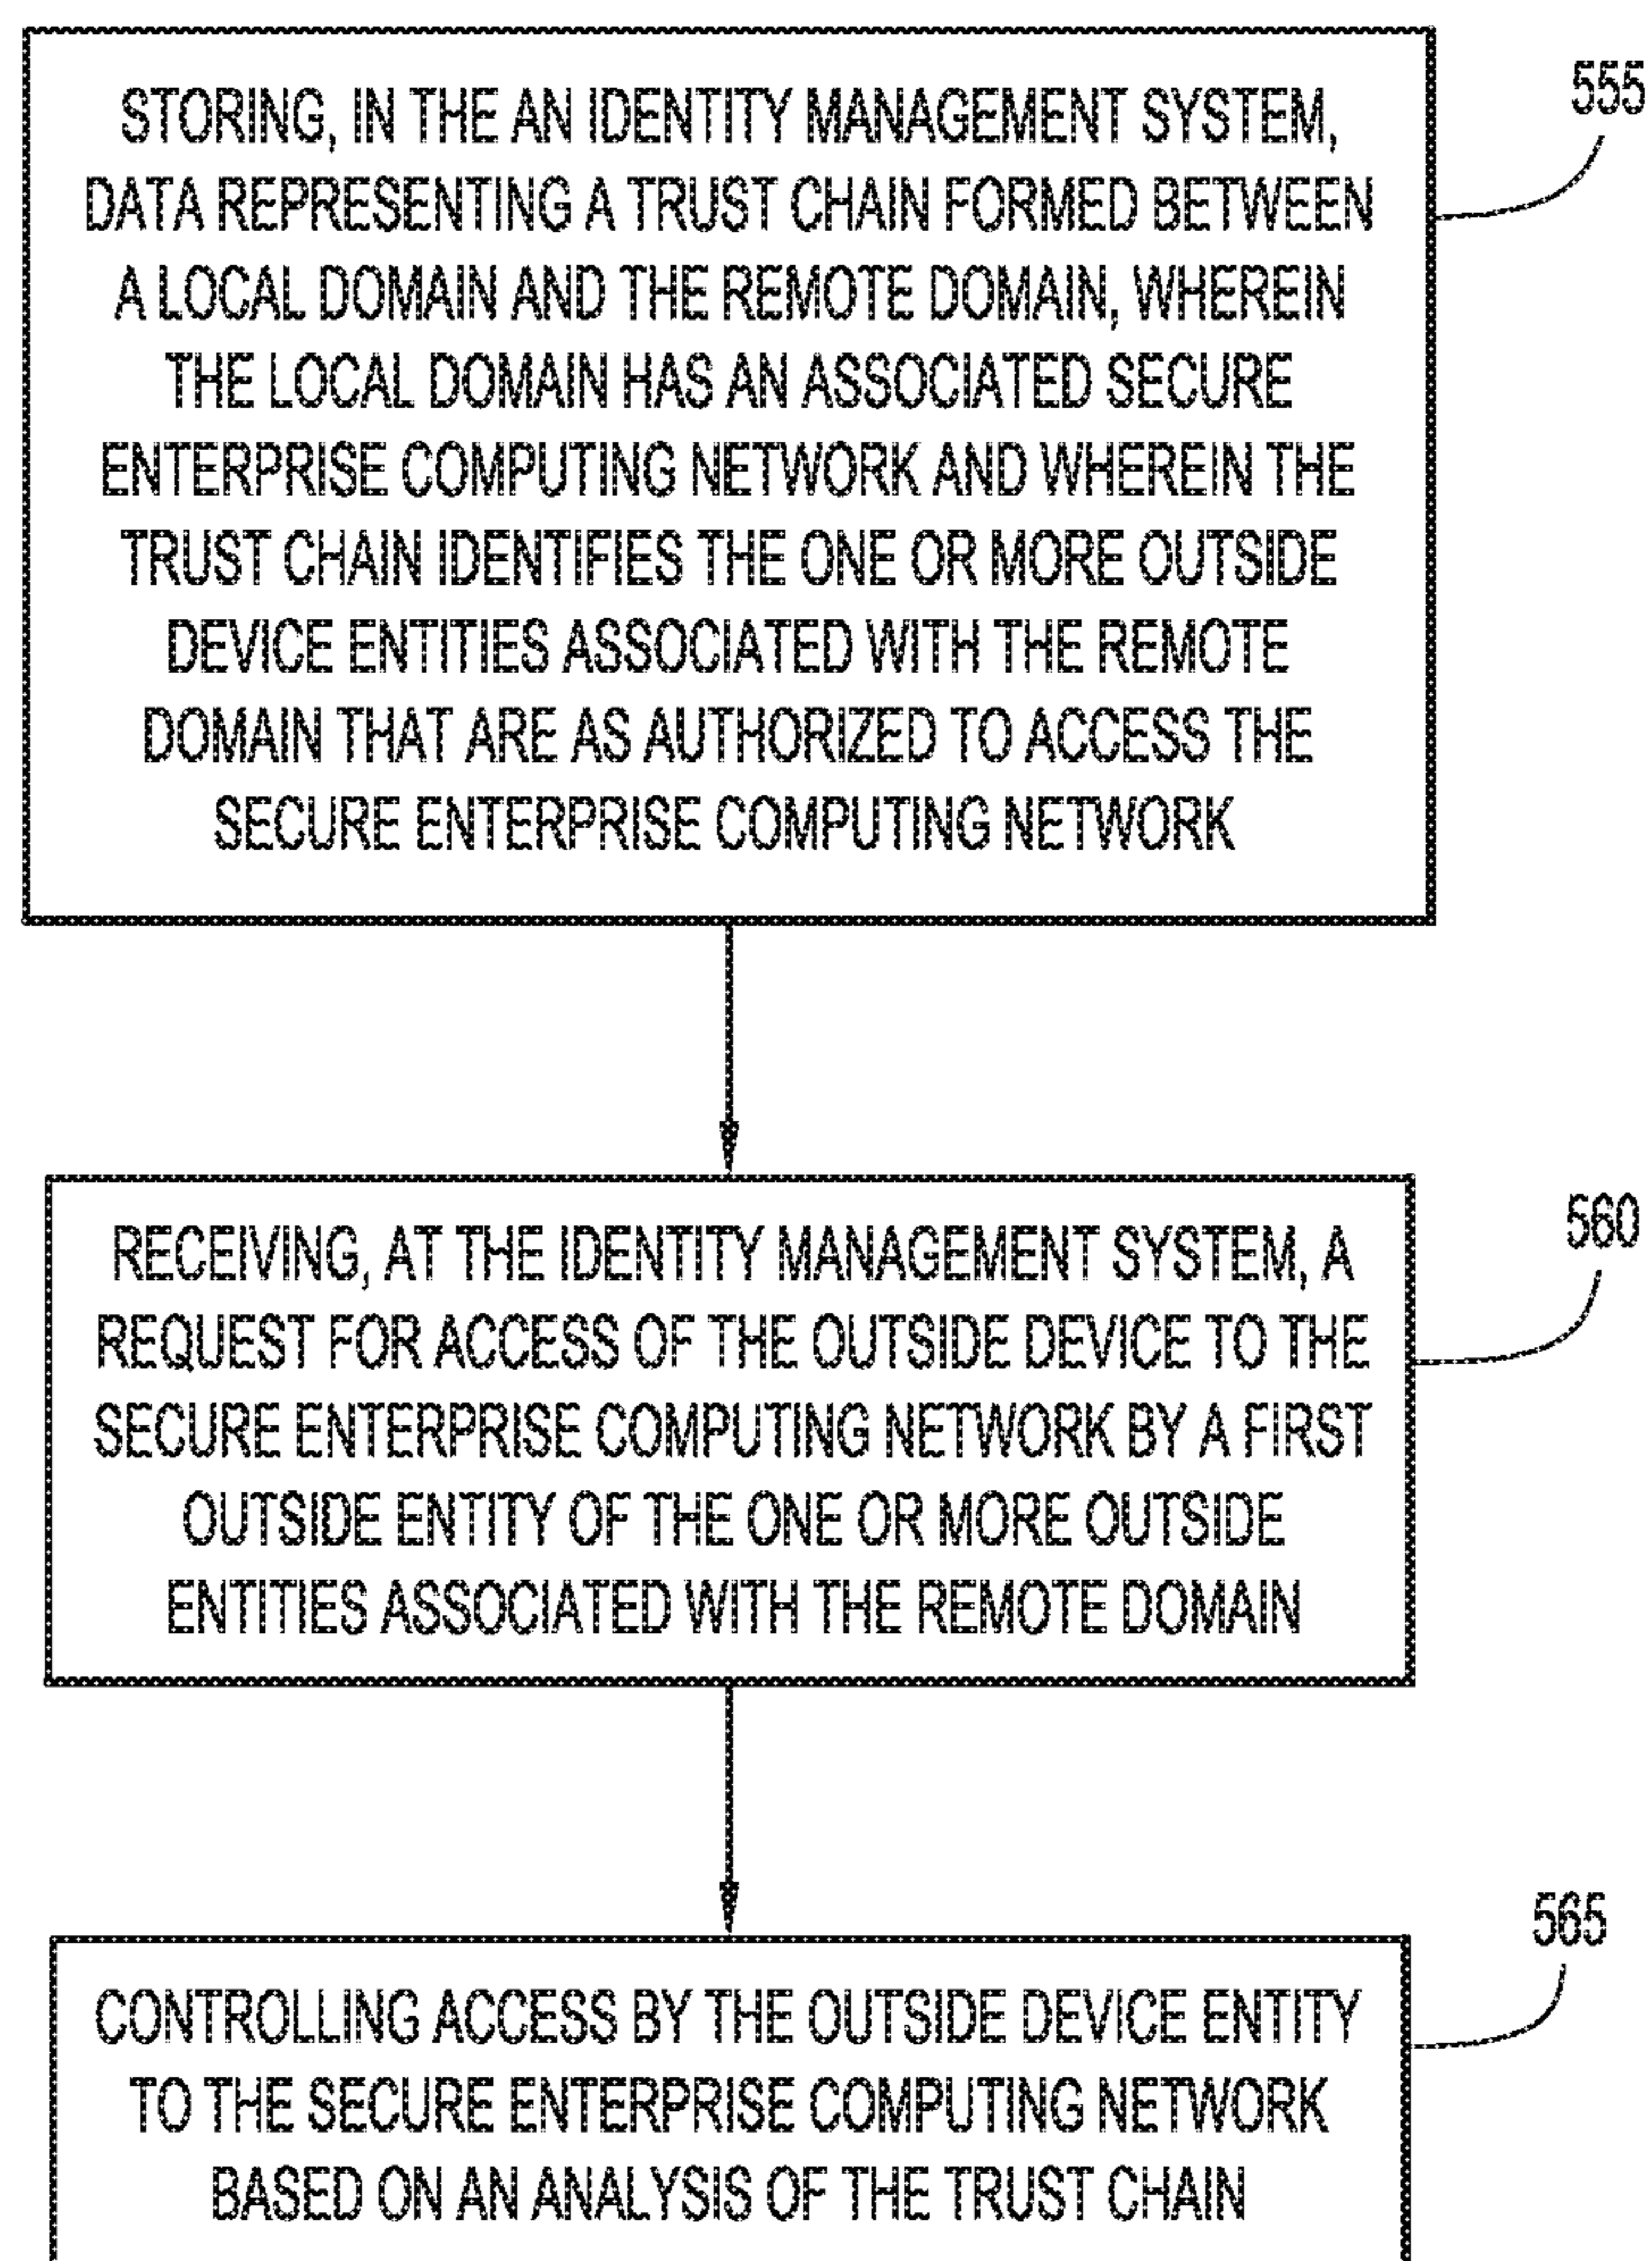 STORING, IN THE AN IDENTITY MANAGEMENT SYSTEM,
DATA REPRESENTING A TRUST CHAIN FORMED BETWEEN
A LOCAL DOMAIN AND THE REMOTE DOMAIN, WHEREIN
THE LOCAL DOMAIN HAS AN ASSOCIATED SECURE
ENTERPRISE COMPUTING NETWORK AND WHEREIN THE
TRUST CHAIN IDENTIFIES THE ONE OR MORE OUTSIDE
DEVICE ENTITIES ASSOCIATED WITH THE REMOTE
DOMAIN THAT ARE AS AUTHORIZED TO ACCESS THE
SECURE ENTERPRISE COMPUTING NETWORK
555
RECEIVING, AT THE IDENTITY MANAGEMENT SYSTEM, A
REQUEST FOR ACCESS OF THE OUTSIDE DEVICE TO THE
SECURE ENTERPRISE COMPUTING NETWORK BY A FIRST
OUTSIDE ENTITY OF THE ONE OR MORE OUTSIDE
ENTITIES ASSOCIATED WITH THE REMOTE DOMAIN
560
CONTROLLING ACCESS BY THE OUTSIDE DEVICE ENTITY
TO THE SECURE ENTERPRISE COMPUTING NETWORK
BASED ON AN ANALYSIS OF THE TRUST CHAIN
565